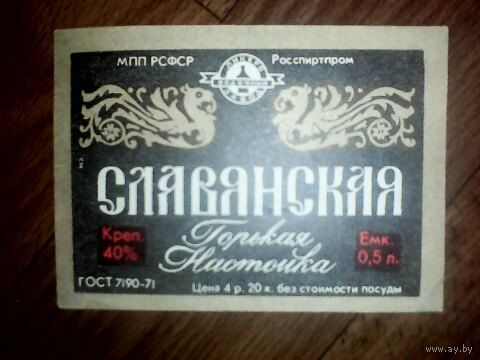 МПП РСФСР
Росспиртпром
СЛАВЯНСКАЯ
Горькая
Настойка
Креп.
40%
Емк.
0,5 л.
ГОСТ 7190-71
Цена 4 р. 20 к. без стоимости посуды
www.ay.by